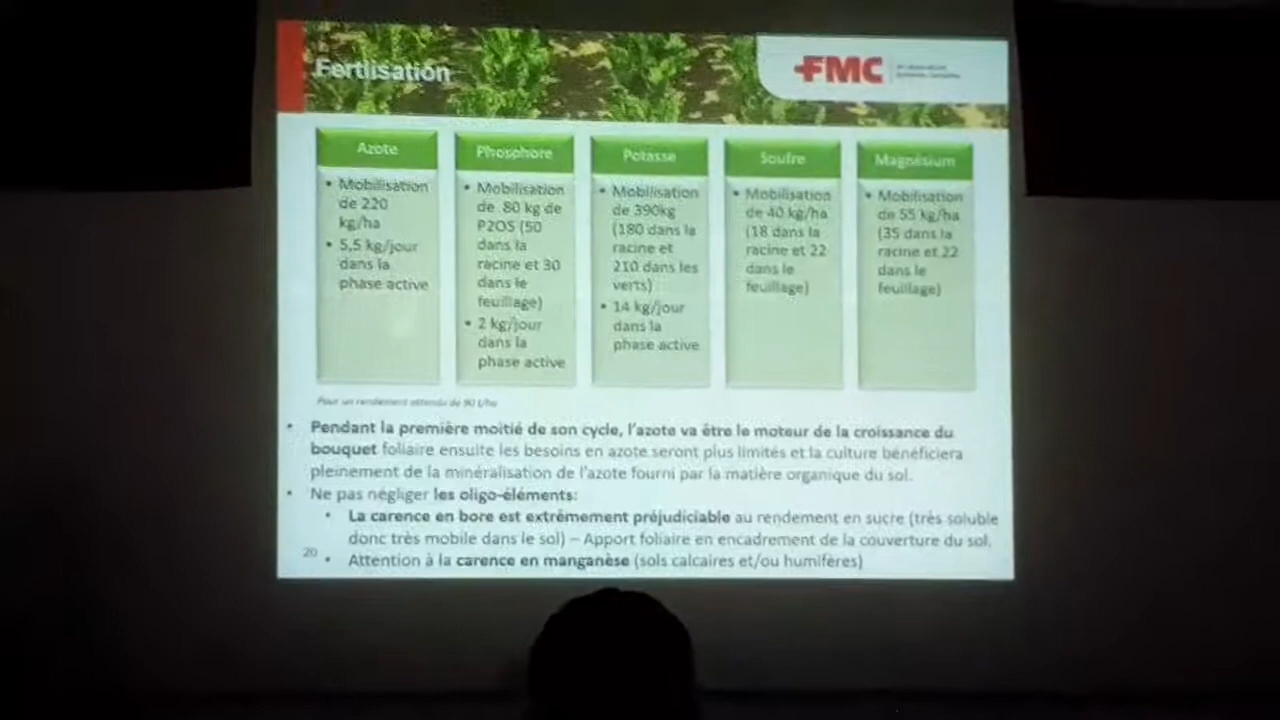 Fertlisation
FMC
Azote
• Mobilisation
de 220
kg/ha
• 5,5 kg/jour
dans la
phase active
Phosphore
• Mobilisation
de 80 kg de
P2O5 (50
dans la
racine et 30
dans le
feuillage)
• 2 kg/jour
dans la
phase active
Potasse
• Mobilisation
de 390kg
(180 dans la
racine et
210 dans les
verts)
• 14 kg/jour
dans la
phase active
Soufre
• Mobilisation
de 40 kg/ha
(18 dans la
racine et 22
dans le
feuillage)
Magnésium
• Mobilisation
de 55 kg/ha
(35 dans la
racine et 22
dans le
feuillage)
Pour un rendement attendu de 90 t/ha
• Pendant la première moitié de son cycle, l'azote va être le moteur de la croissance du
bouquet foliaire ensuite les besoins en azote seront plus limités et la culture bénéficiera
pleinement de la minéralisation de l'azote fourni par la matière organique du sol.
• Ne pas négliger les oligo-éléments:
• La carence en bore est extrêmement préjudiciable au rendement en sucre (très soluble
donc très mobile dans le sol) – Apport foliaire en encadrement de la couverture du sol.
• Attention à la carence en manganèse (sols calcaires et/ou humifères)
20